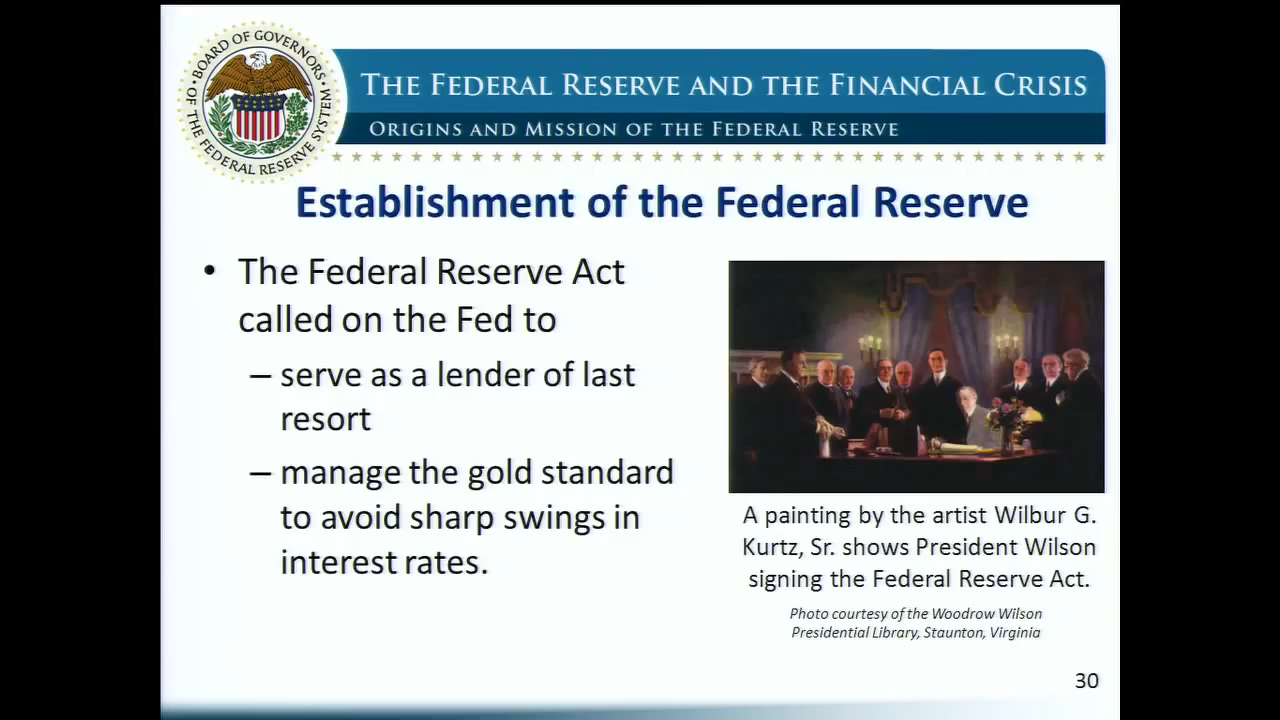 BOARD OF GOVERNORS
OF THE FEDERAL RESERVE SYSTEM
THE FEDERAL RESERVE AND THE FINANCIAL CRISIS
ORIGINS AND MISSION OF THE FEDERAL RESERVE
Establishment of the Federal Reserve
• The Federal Reserve Act
called on the Fed to
– serve as a lender of last
resort
– manage the gold standard
to avoid sharp swings in
interest rates.
A painting by the artist Wilbur G.
Kurtz, Sr. shows President Wilson
signing the Federal Reserve Act.
Photo courtesy of the Woodrow Wilson
Presidential Library, Staunton, Virginia
30